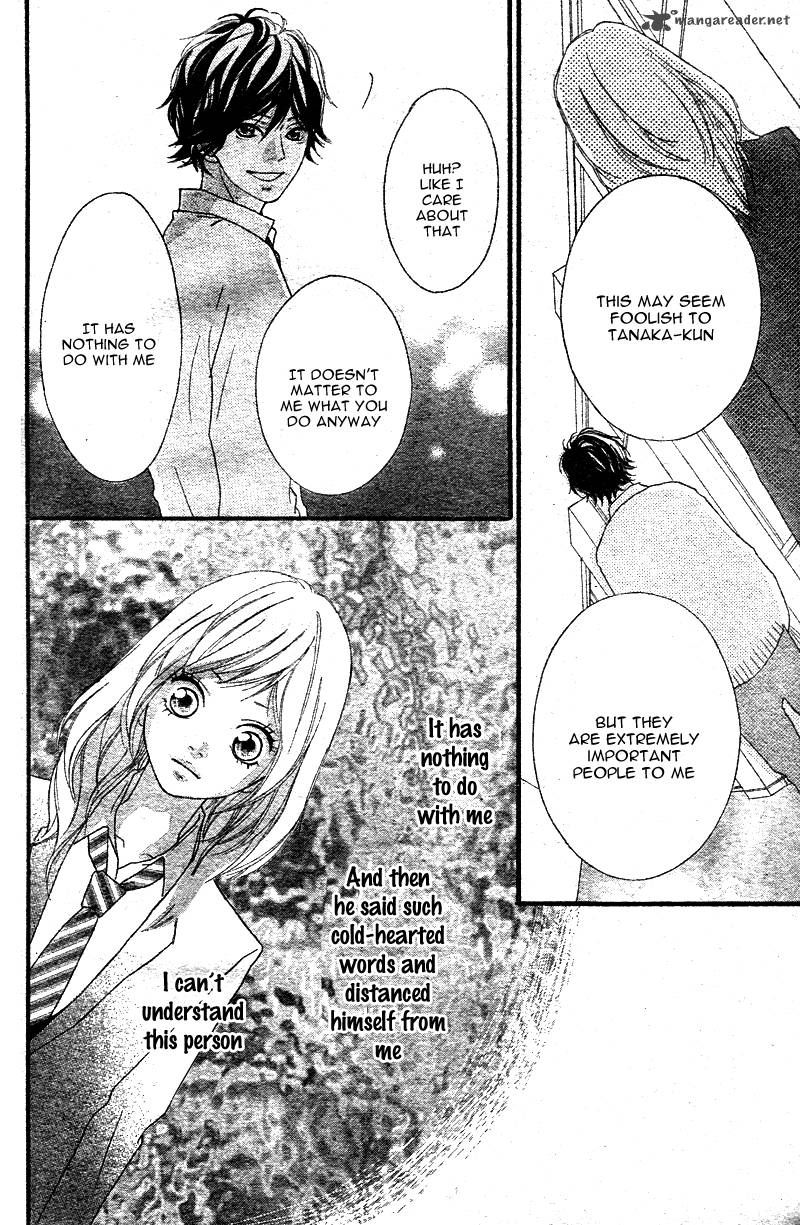 mangareader.net
THIS MAY SEEM
FOOLISH TO
TANAKA-KUN
BUT THEY
ARE EXTREMELY
IMPORTANT
PEOPLE TO ME
HUH?
LIKE I
CARE
ABOUT
THAT
IT DOESN'T
MATTER TO
ME WHAT YOU
DO ANYWAY
IT HAS
NOTHING TO
DO WITH ME
It has
nothing
to do
with me
And then
he said such
cold-hearted
words and
distanced
himself from
me
I can't
understand
this person